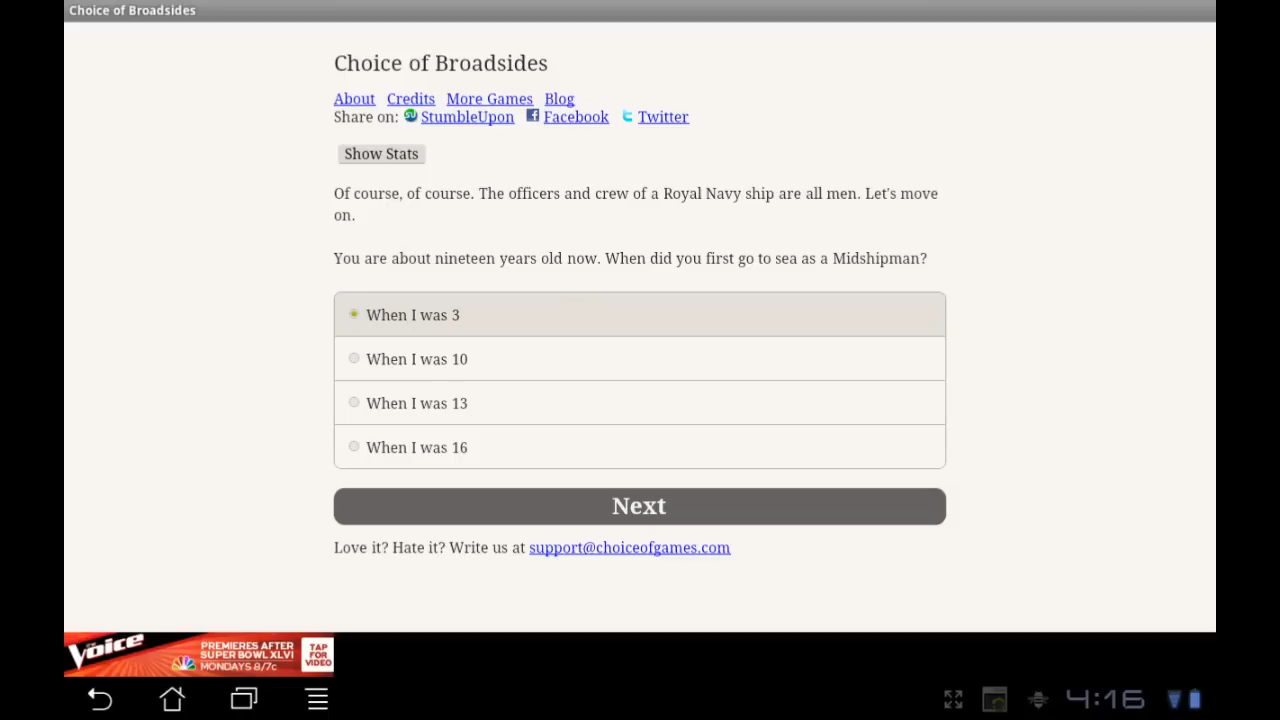 Choice of Broadsides
Choice of Broadsides
About Credits More Games Blog
Share on: StumbleUpon Facebook Twitter
Show Stats
Of course, of course. The officers and crew of a Royal Navy ship are all men. Let's move
on.
You are about nineteen years old now. When did you first go to sea as a Midshipman?
When I was 3
When I was 10
When I was 13
When I was 16
Next
Love it? Hate it? Write us at support@choiceofgames.com
the Voice
PREMIERES AFTER
SUPER BOWL XLVI
MONDAYS 8/7c
TAP
FOR
VIDEO
4:16